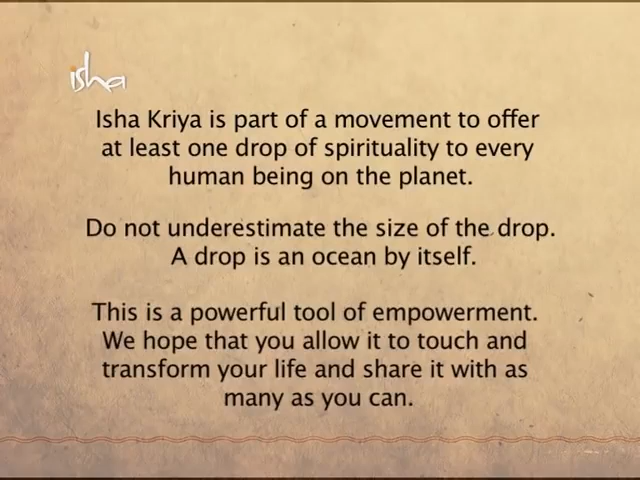 isha
Isha Kriya is part of a movement to offer
at least one drop of spirituality to every
human being on the planet.
Do not underestimate the size of the drop.
A drop is an ocean by itself.
This is a powerful tool of empowerment.
We hope that you allow it to touch and
transform your life and share it with as
many as you can.